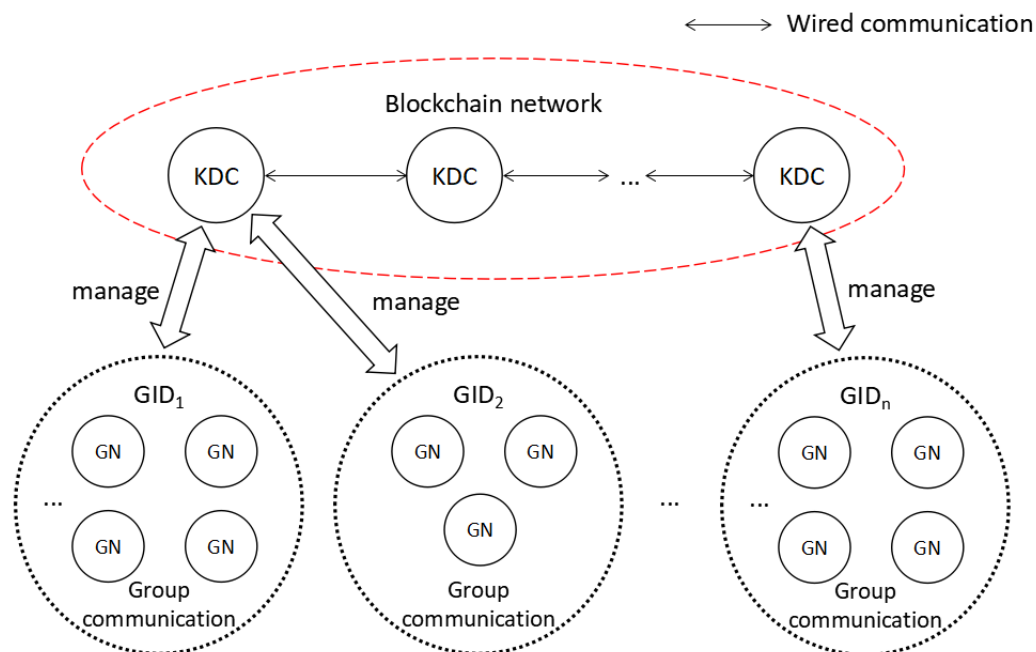 Wired communication
Blockchain network
KDC
KDC
...
KDC
manage
manage
manage
GID₁
GN
GN
...
GN
GN
Group
communication
GID₂
GN
GN
GN
Group
communication
...
GIDₙ
GN
GN
...
GN
GN
Group
communication